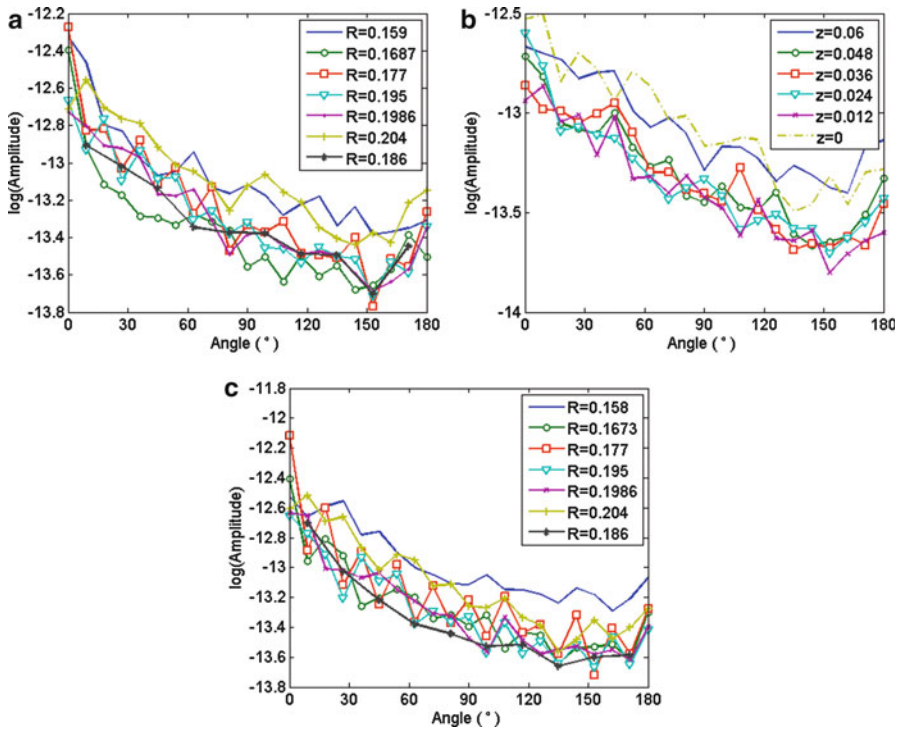 a
-12.2
-12.4
-12.6
-12.8
-13
-13.2
-13.4
-13.6
-13.8
log(Amplitude)
0
30
60
90
120
150
180
Angle (°)
R=0.159
R=0.1687
R=0.177
R=0.195
R=0.1986
R=0.204
R=0.186
b
-12.5
-13
-13.5
-14
log(Amplitude)
0
30
60
90
120
150
180
Angle (°)
z=0.06
z=0.048
z=0.036
z=0.024
z=0.012
z=0
c
-11.8
-12
-12.2
-12.4
-12.6
-12.8
-13
-13.2
-13.4
-13.6
-13.8
log(Amplitude)
0
30
60
90
120
150
180
Angle (°)
R=0.158
R=0.1673
R=0.177
R=0.195
R=0.1986
R=0.204
R=0.186